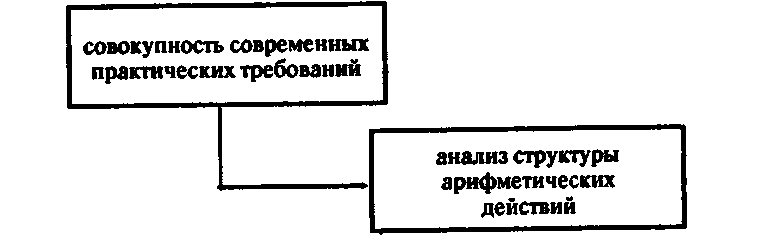 совокупность современных
практических требований
анализ структуры
арифметических
действий